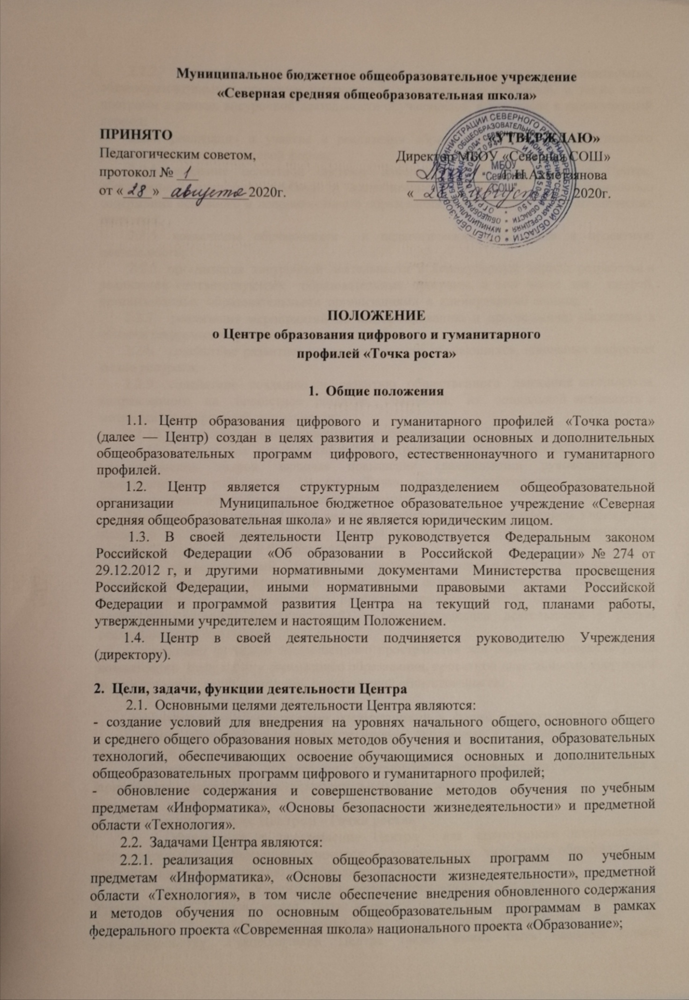 Муниципальное бюджетное общеобразовательное учреждение
«Северная средняя общеобразовательная школа»
ПРИНЯТО
Педагогическим советом,
протокол № 1
от «28» августа 2020г.
«УТВЕРЖДАЮ»
Директор МБОУ «Северная СОШ»
Л.Н.Ахметзянова
«28» августа 2020г.
МБОУ
"Северная
СОШ"
ПОЛОЖЕНИЕ
о Центре образования цифрового и гуманитарного
профилей «Точка роста»
1. Общие положения
1.1. Центр образования цифрового и гуманитарного профилей «Точка роста»
(далее — Центр) создан в целях развития и реализации основных и дополнительных
общеобразовательных программ цифрового, естественнонаучного и гуманитарного
профилей.
1.2. Центр является структурным подразделением общеобразовательной
организации Муниципальное бюджетное образовательное учреждение «Северная
средняя общеобразовательная школа» и не является юридическим лицом.
1.3. В своей деятельности Центр руководствуется Федеральным законом
Российской Федерации «Об образовании в Российской Федерации» № 274 от
29.12.2012 г, и другими нормативными документами Министерства просвещения
Российской Федерации, иными нормативными правовыми актами Российской
Федерации и программой развития Центра на текущий год, планами работы,
утвержденными учредителем и настоящим Положением.
1.4. Центр в своей деятельности подчиняется руководителю Учреждения
(директору).
2. Цели, задачи, функции деятельности Центра
2.1. Основными целями деятельности Центра являются:
- создание условий для внедрения на уровнях начального общего, основного общего
и среднего общего образования новых методов обучения и воспитания, образовательных
технологий, обеспечивающих освоение обучающимися основных и дополнительных
общеобразовательных программ цифрового и гуманитарного профилей;
- обновление содержания и совершенствование методов обучения по учебным
предметам «Информатика», «Основы безопасности жизнедеятельности» и предметной
области «Технология».
2.2. Задачами Центра являются:
2.2.1. реализация основных общеобразовательных программ по учебным
предметам «Информатика», «Основы безопасности жизнедеятельности», предметной
области «Технология», в том числе обеспечение внедрения обновленного содержания
и методов обучения по основным общеобразовательным программам в рамках
федерального проекта «Современная школа» национального проекта «Образование»;